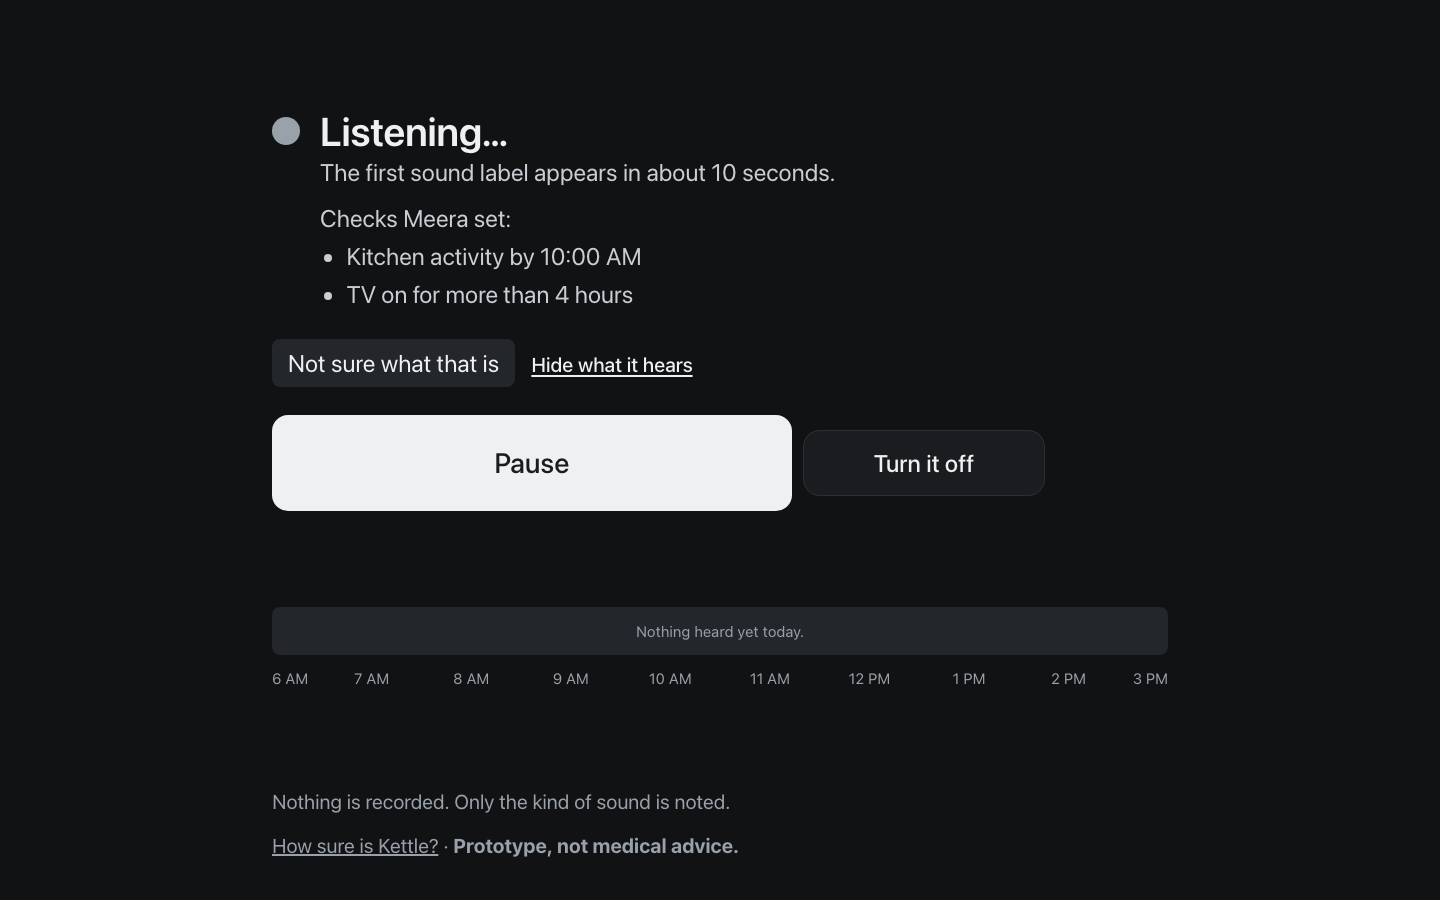 Listening...
The first sound label appears in about 10 seconds.
Checks Meera set:
• Kitchen activity by 10:00 AM
• TV on for more than 4 hours
Not sure what that is Hide what it hears
Pause Turn it off
Nothing heard yet today.
6 AM 7 AM 8 AM 9 AM 10 AM 11 AM 12 PM 1 PM 2 PM 3 PM
Nothing is recorded. Only the kind of sound is noted.
How sure is Kettle? · Prototype, not medical advice.